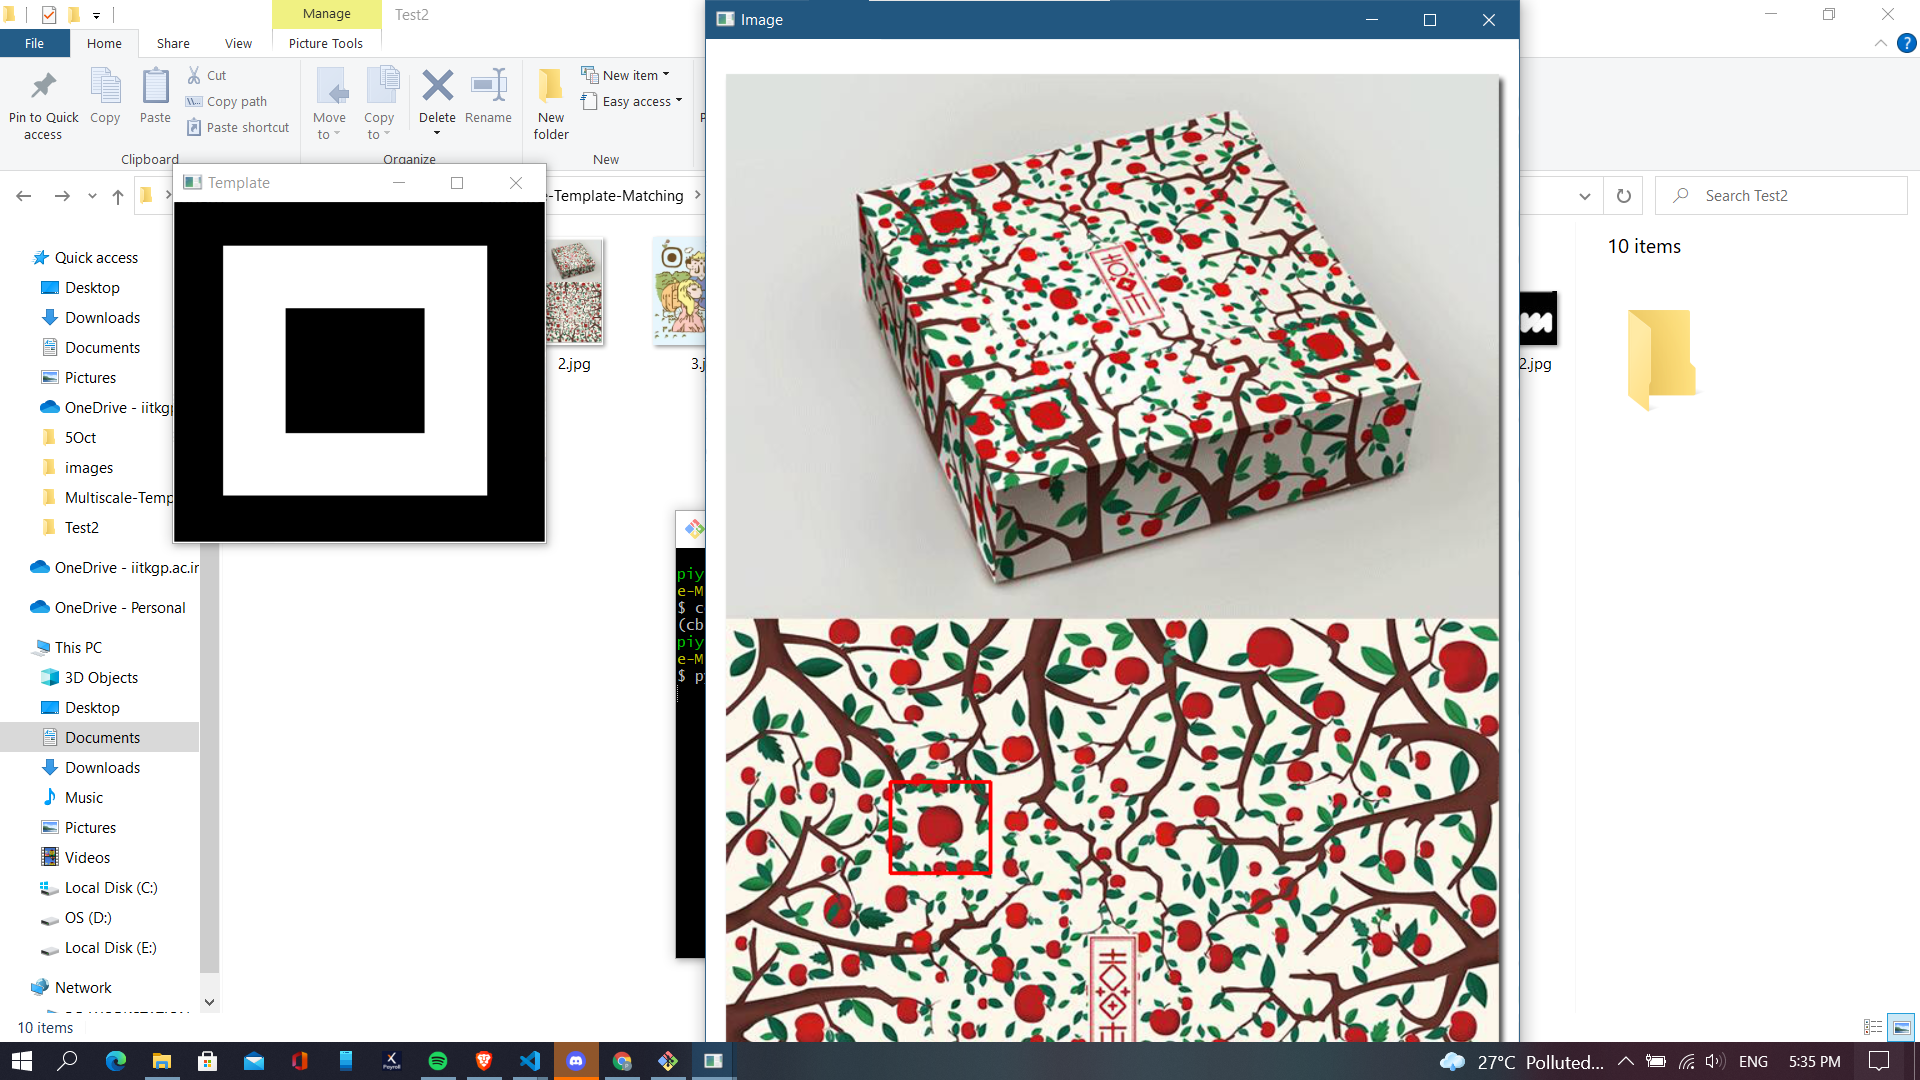 Manage
Test2
File
Home
Share
View
Picture Tools
Pin to Quick access
Copy
Paste
Cut
Copy path
Paste shortcut
Clipboard
Move to
Copy to
Delete
Rename
Organize
New folder
New item
Easy access
New
Image
Template
e-Template-Matching
Search Test2
10 items
Quick access
Desktop
Downloads
Documents
Pictures
OneDrive - iitkgp
5Oct
images
Multiscale-Temp
Test2
OneDrive - iitkgp.ac.in
OneDrive - Personal
This PC
3D Objects
Desktop
Documents
Downloads
Music
Pictures
Videos
Local Disk (C:)
OS (D:)
Local Disk (E:)
Network
10 items
2.jpg
3.j
2.jpg
piy
e-M
$ c
(cb
piy
e-M
$ p
27°C Polluted...
ENG
5:35 PM